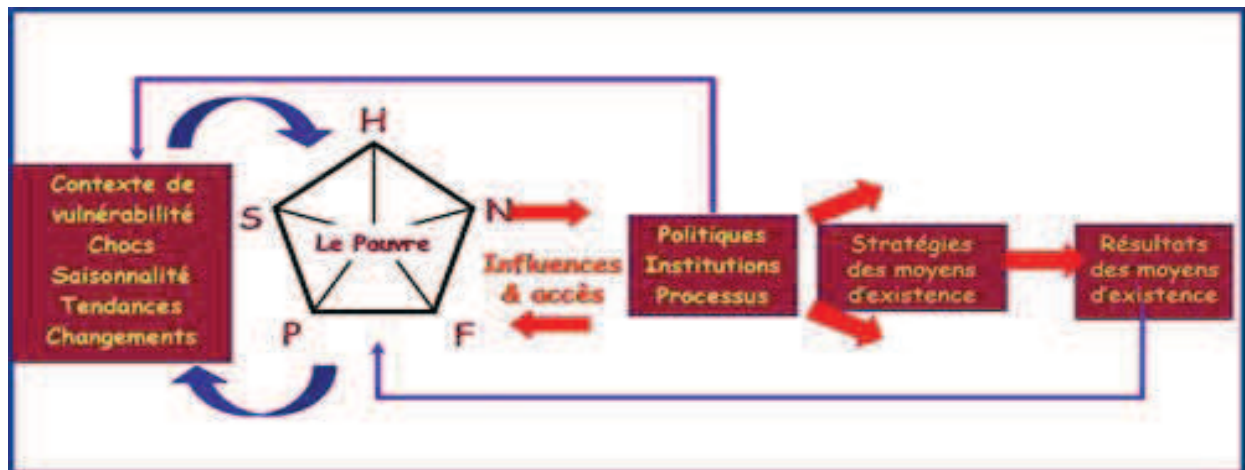 Contexte de
vulnérabilité
Chocs
Saisonnalité
Tendances
Changements
H
S
N
Le Pauvre
P
F
Influences
& accès
Politiques
Institutions
Processus
Stratégies
des moyens
d'existence
Résultats
des moyens
d'existence